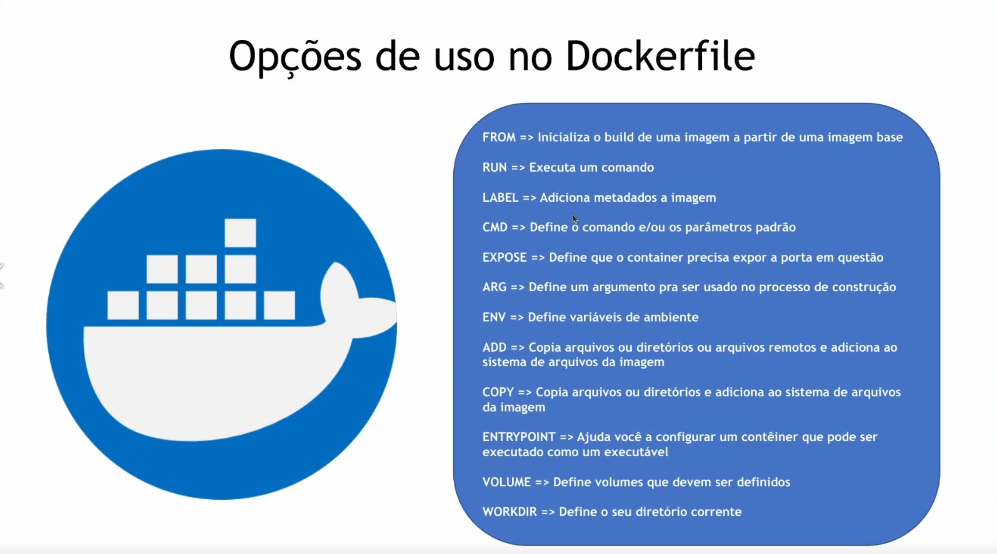 Opções de uso no Dockerfile
FROM => Inicializa o build de uma imagem a partir de uma imagem base
RUN => Executa um comando
LABEL => Adiciona metadados a imagem
CMD => Define o comando e/ou os parâmetros padrão
EXPOSE => Define que o container precisa expor a porta em questão
ARG => Define um argumento pra ser usado no processo de construção
ENV => Define variáveis de ambiente
ADD => Copia arquivos ou diretórios ou arquivos remotos e adiciona ao
sistema de arquivos da imagem
COPY => Copia arquivos ou diretórios e adiciona ao sistema de arquivos
da imagem
ENTRYPOINT => Ajuda você a configurar um contêiner que pode ser
executado como um executável
VOLUME => Define volumes que devem ser definidos
WORKDIR => Define o seu diretório corrente